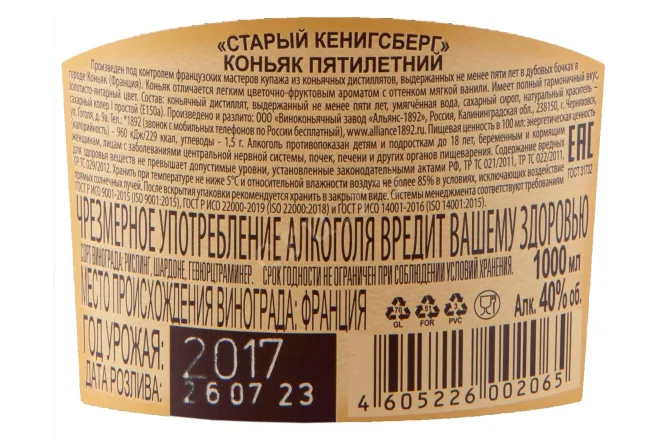 «СТАРЫЙ КЕНИГСБЕРГ»
КОНЬЯК ПЯТИЛЕТНИЙ
Произведен под контролем французских мастеров купажа из коньячных дистиллятов, выдержанных не менее пяти лет в дубовых бочках в
городе Коньяк (Франция). Коньяк отличается легким цветочно-фруктовым ароматом с оттенком мягкой ванили. Имеет полный гармоничный вкус,
золотисто-янтарный цвет. Состав: коньячный дистиллят, выдержанный не менее пяти лет, умягчённая вода, сахарный сироп, натуральный краситель –
сахарный колер I простой (E150a). Произведено и разлито: ООО «Виноконьячный завод «Альянс-1892», Россия, Калининградская обл., 238150, г. Черняховск,
ул. Гоголя, д. 9а. Тел.: *1892 (звонок с мобильных телефонов по России бесплатный), www.alliance1892.ru. Пищевая ценность в 100 мл: энергетическая ценность
(калорийность) - 960 кДж/229 ккал, углеводы - 1,5 г. Алкоголь противопоказан детям и подросткам до 18 лет, беременным и кормящим
женщинам, лицам с заболеваниями центральной нервной системы, почек, печени и других органов пищеварения. Содержание вредных
для здоровья веществ не превышает допустимые уровни, установленные законодательными актами РФ, ТР ТС 021/2011, ТР ТС 022/2011,
ТР ТС 029/2012. Хранить при температуре не ниже 5°C и относительной влажности воздуха не более 85% в условиях, исключающих воздействие
прямых солнечных лучей. После вскрытия упаковки рекомендуется хранить в закрытом виде. Системы менеджмента соответствуют требованиям
ГОСТ Р ИСО 9001-2015 (ISO 9001:2015), ГОСТ Р ИСО 22000-2019 (ISO 22000:2018) и ГОСТ Р ИСО 14001-2016 (ISO 14001:2015).
EAC
ГОСТ 31732
ЧРЕЗМЕРНОЕ УПОТРЕБЛЕНИЕ АЛКОГОЛЯ ВРЕДИТ ВАШЕМУ ЗДОРОВЬЮ
СОРТ ВИНОГРАДА: РИСЛИНГ, ШАРДОНЕ, ГЕВЮРЦТРАМИНЕР. СРОК ГОДНОСТИ НЕ ОГРАНИЧЕН ПРИ СОБЛЮДЕНИИ УСЛОВИЙ ХРАНЕНИЯ.
1000 мл
МЕСТО ПРОИСХОЖДЕНИЯ ВИНОГРАДА: ФРАНЦИЯ
70 GL
51 FOR
3 PVC
Алк. 40% об.
ГОД УРОЖАЯ: 2017
ДАТА РОЗЛИВА: 26 07 23
4 605226 002065